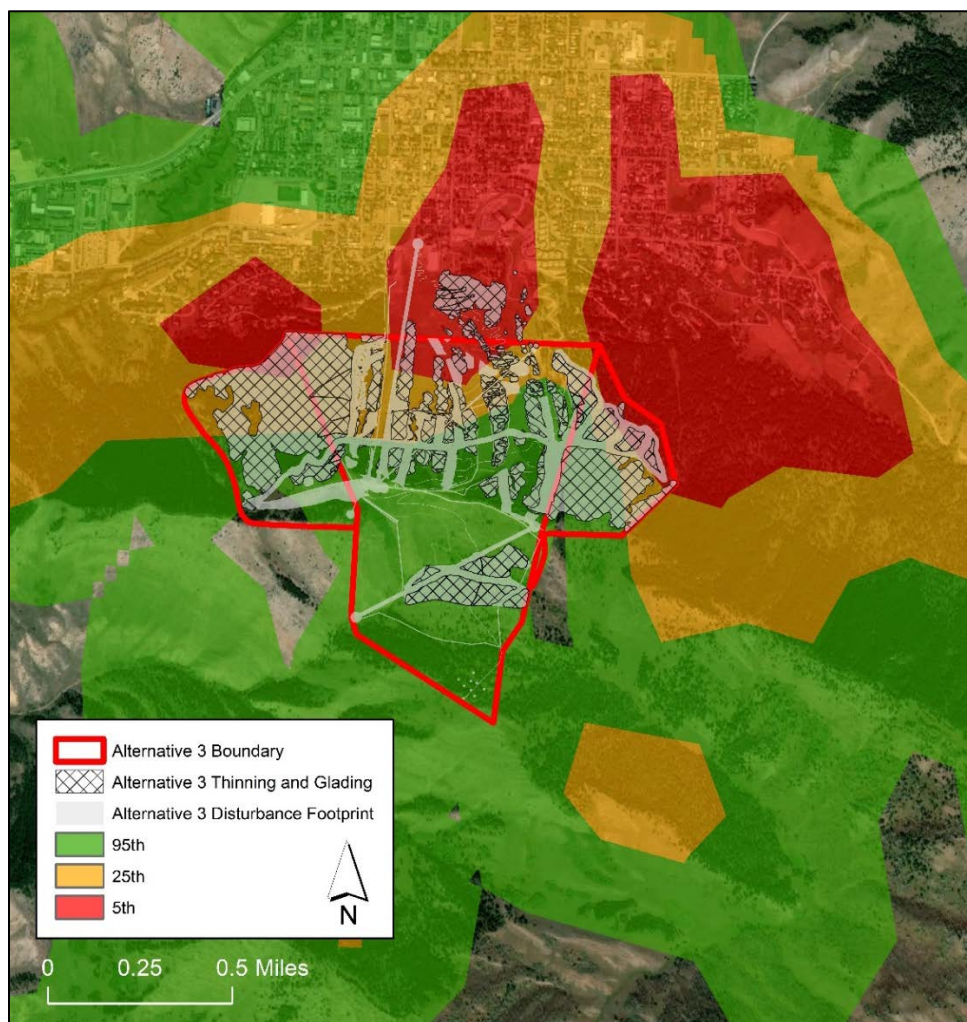 Alternative 3 Boundary
Alternative 3 Thinning and Glading
Alternative 3 Disturbance Footprint
95th
25th
5th
N
0 0.25 0.5 Miles